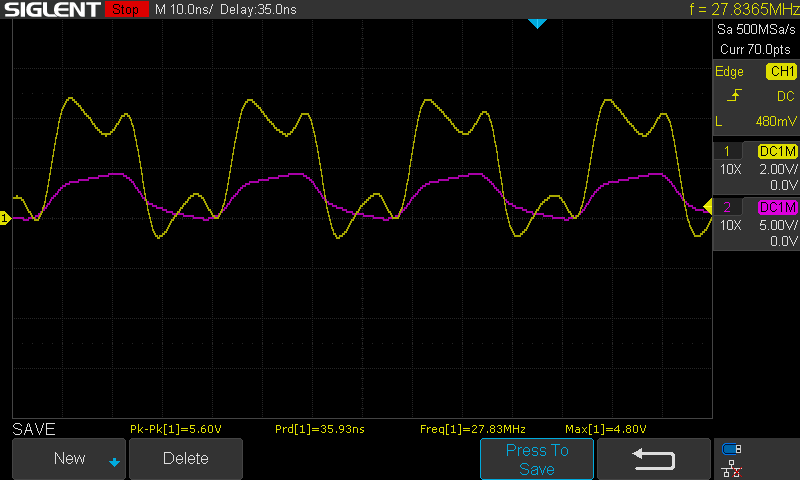 SIGLENT Stop M 10.0ns/ Delay:35.0ns f = 27.8365MHz
Sa 500MSa/s
Curr 70.0pts
Edge CH1
DC
L 480mV
1 DC1M
10X 2.00V/
0.0V
2 DC1M
10X 5.00V/
0.0V
1
SAVE Pk-Pk[1]=5.60V Prd[1]=35.93ns Freq[1]=27.83MHz Max[1]=4.80V
New Delete Press To
Save